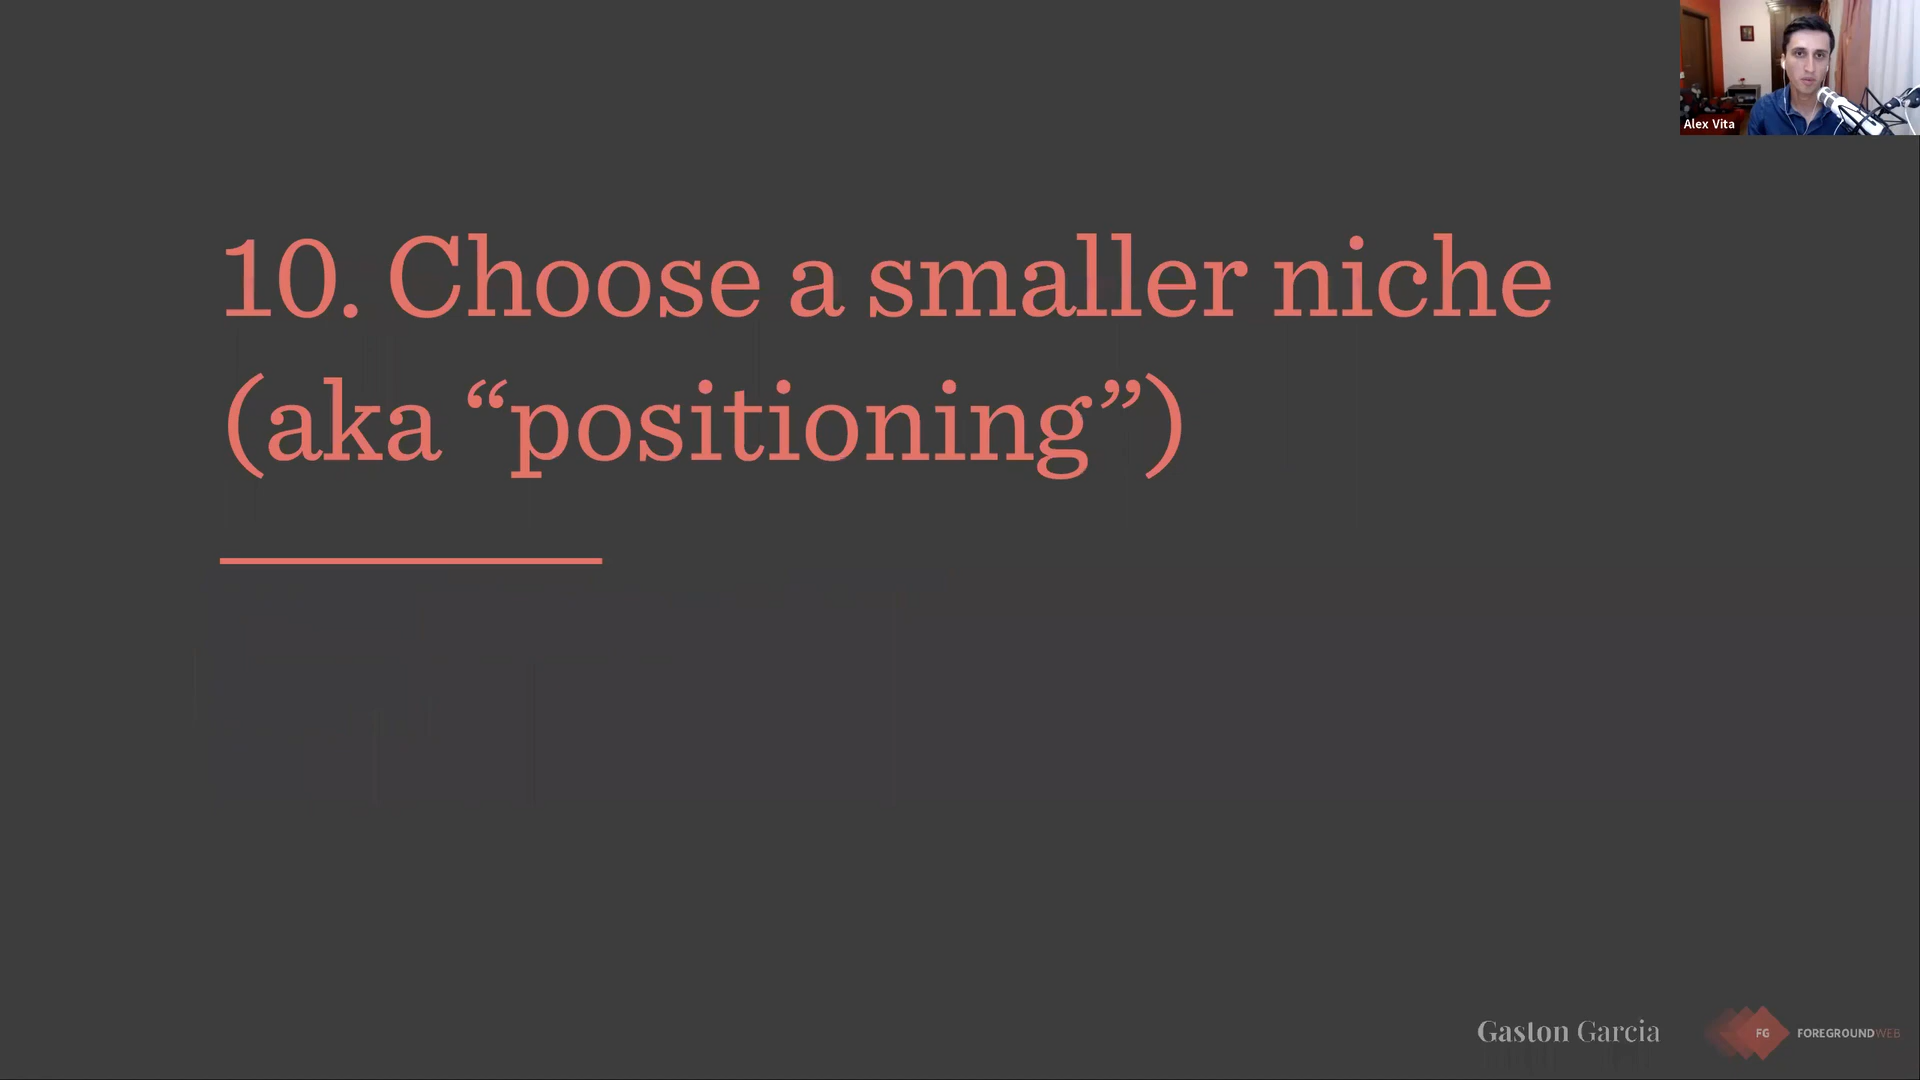 Alex Vita
10. Choose a smaller niche
(aka “positioning”)
Gaston Garcia
FG FOREGROUNDWEB